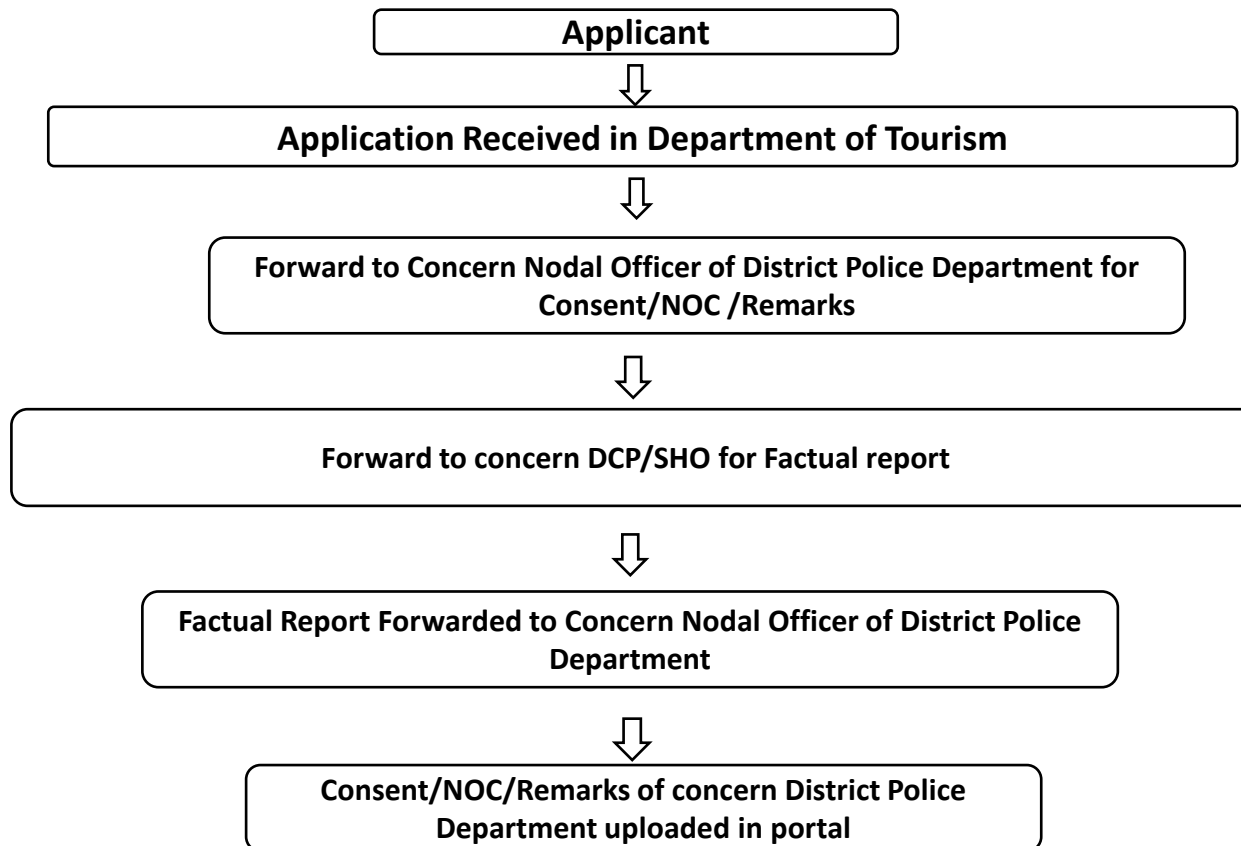 Applicant
Application Received in Department of Tourism
Forward to Concern Nodal Officer of District Police Department for
Consent/NOC /Remarks
Forward to concern DCP/SHO for Factual report
Factual Report Forwarded to Concern Nodal Officer of District Police
Department
Consent/NOC/Remarks of concern District Police
Department uploaded in portal